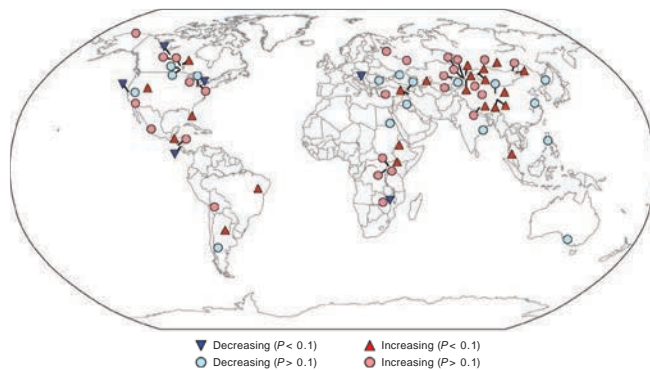 Decreasing (P < 0.1) Increasing (P < 0.1)
Decreasing (P > 0.1) Increasing (P > 0.1)